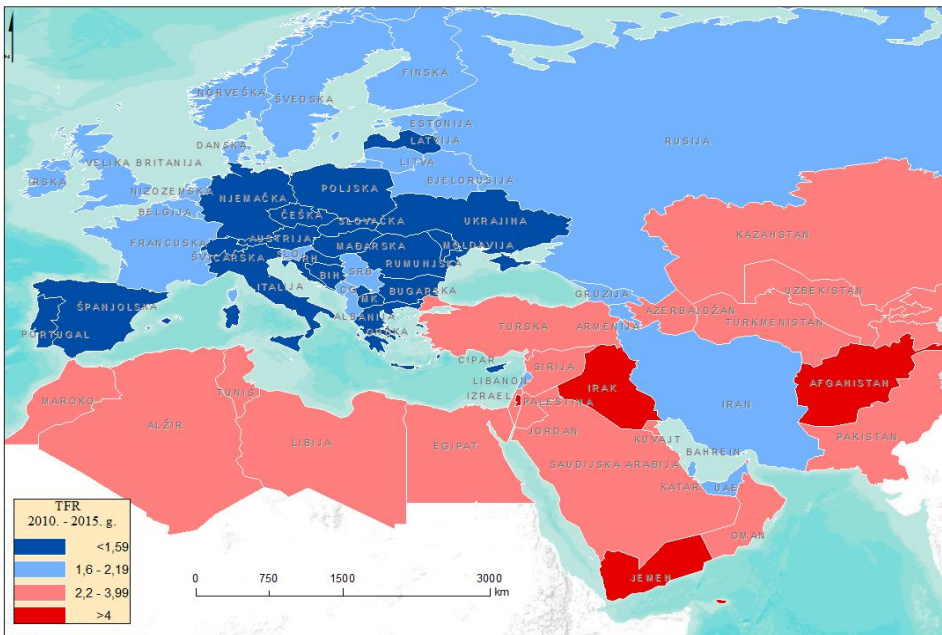 FINSKA
NORVEŠKA
ŠVEDSKA
ESTONIJA
LATVIJA
RUSIJA
DANSKA
LITVA
VELIKA BRITANIJA
IRSKA
BJELORUSIJA
NIZOZEMSKA
NJEMAČKA
POLJSKA
BELGIJA
ČEŠKA
SLOVAČKA
UKRAJINA
KAZAHSTAN
FRANCUSKA
AUSTRIJA
MAĐARSKA
MOLDAVIJA
ŠVICARSKA
SLO
HR
RUMUNJSKA
BIH
SRB
ITALIJA
CG
BUGARSKA
UZBEKISTAN
ŠPANJOLSKA
MK
GRUZIJA
AZERBAJDŽAN
PORTUGAL
ALBANIJA
GRČKA
TURSKA
ARMENIJA
TURKMENISTAN
CIPAR
SIRIJA
AFGANISTAN
LIBANON
IRAK
TUNIS
IZRAEL
PALESTINA
IRAN
MAROKO
ALŽIR
JORDAN
LIBIJA
EGIPAT
KUVAJT
PAKISTAN
BAHREIN
SAUDIJSKA ARABIJA
KATAR
UAE
OMAN
JEMEN
TFR
2010. - 2015. g.
<1,59
1,6 - 2,19
2,2 - 3,99
>4
0 750 1500 3000
km